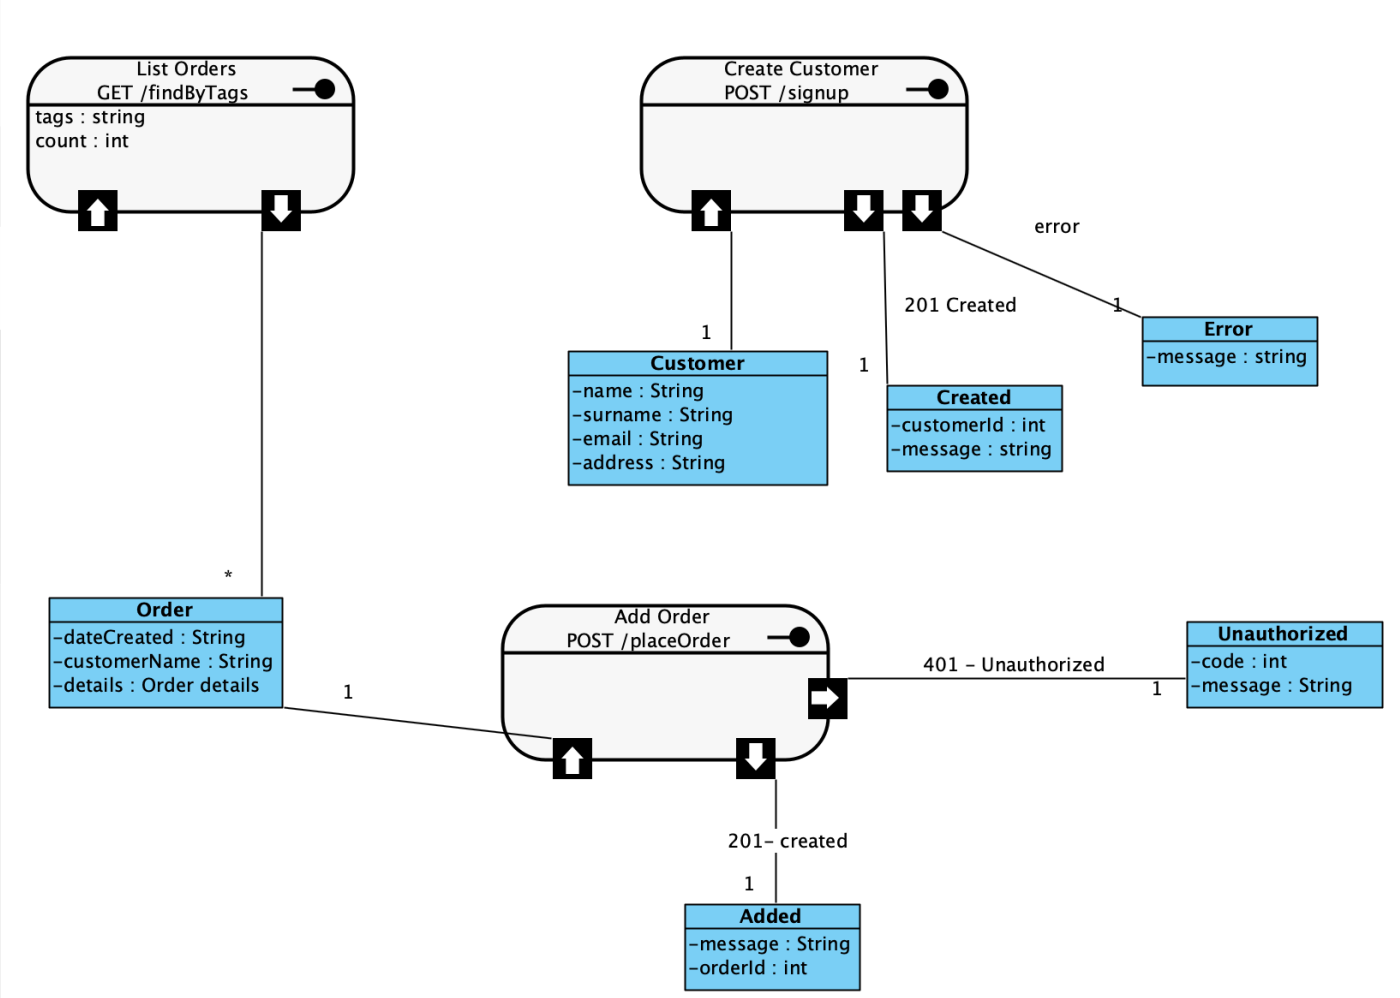 List Orders
GET /findByTags
tags : string
count : int
Create Customer
POST /signup
error
201 Created
1
1
1
Error
-message : string
Customer
-name : String
-surname : String
-email : String
-address : String
Created
-customerId : int
-message : string
*
Order
-dateCreated : String
-customerName : String
-details : Order details
1
Add Order
POST /placeOrder
401 - Unauthorized
1
Unauthorized
-code : int
-message : String
201- created
1
Added
-message : String
-orderId : int